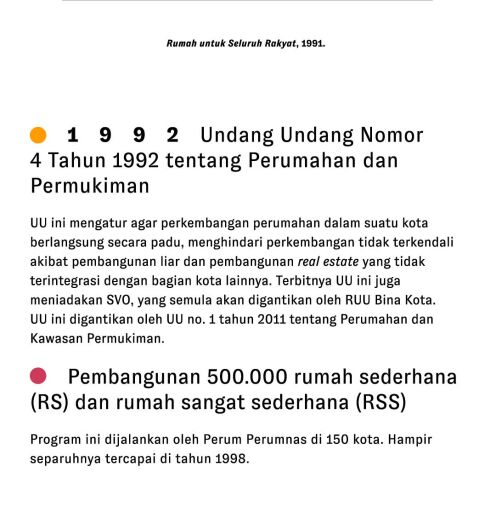 Rumah untuk Seluruh Rakyat, 1991.
1 9 9 2 Undang Undang Nomor
4 Tahun 1992 tentang Perumahan dan
Permukiman
UU ini mengatur agar perkembangan perumahan dalam suatu kota
berlangsung secara padu, menghindari perkembangan tidak terkendali
akibat pembangunan liar dan pembangunan real estate yang tidak
terintegrasi dengan bagian kota lainnya. Terbitnya UU ini juga
meniadakan SVO, yang semula akan digantikan oleh RUU Bina Kota.
UU ini digantikan oleh UU no. 1 tahun 2011 tentang Perumahan dan
Kawasan Permukiman.
Pembangunan 500.000 rumah sederhana
(RS) dan rumah sangat sederhana (RSS)
Program ini dijalankan oleh Perum Perumnas di 150 kota. Hampir
separuhnya tercapai di tahun 1998.